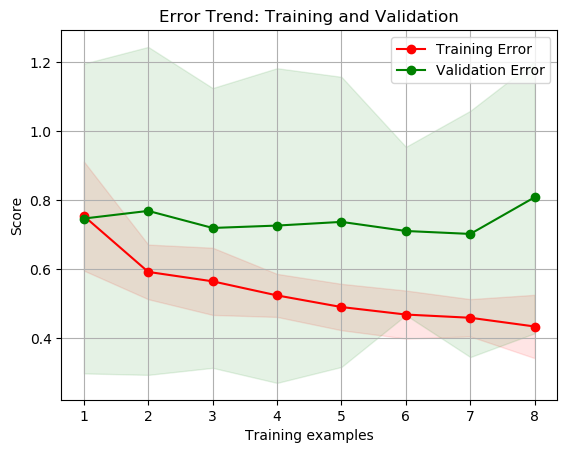 Error Trend: Training and Validation
Training Error
Validation Error
Score
1.2
1.0
0.8
0.6
0.4
1 2 3 4 5 6 7 8
Training examples